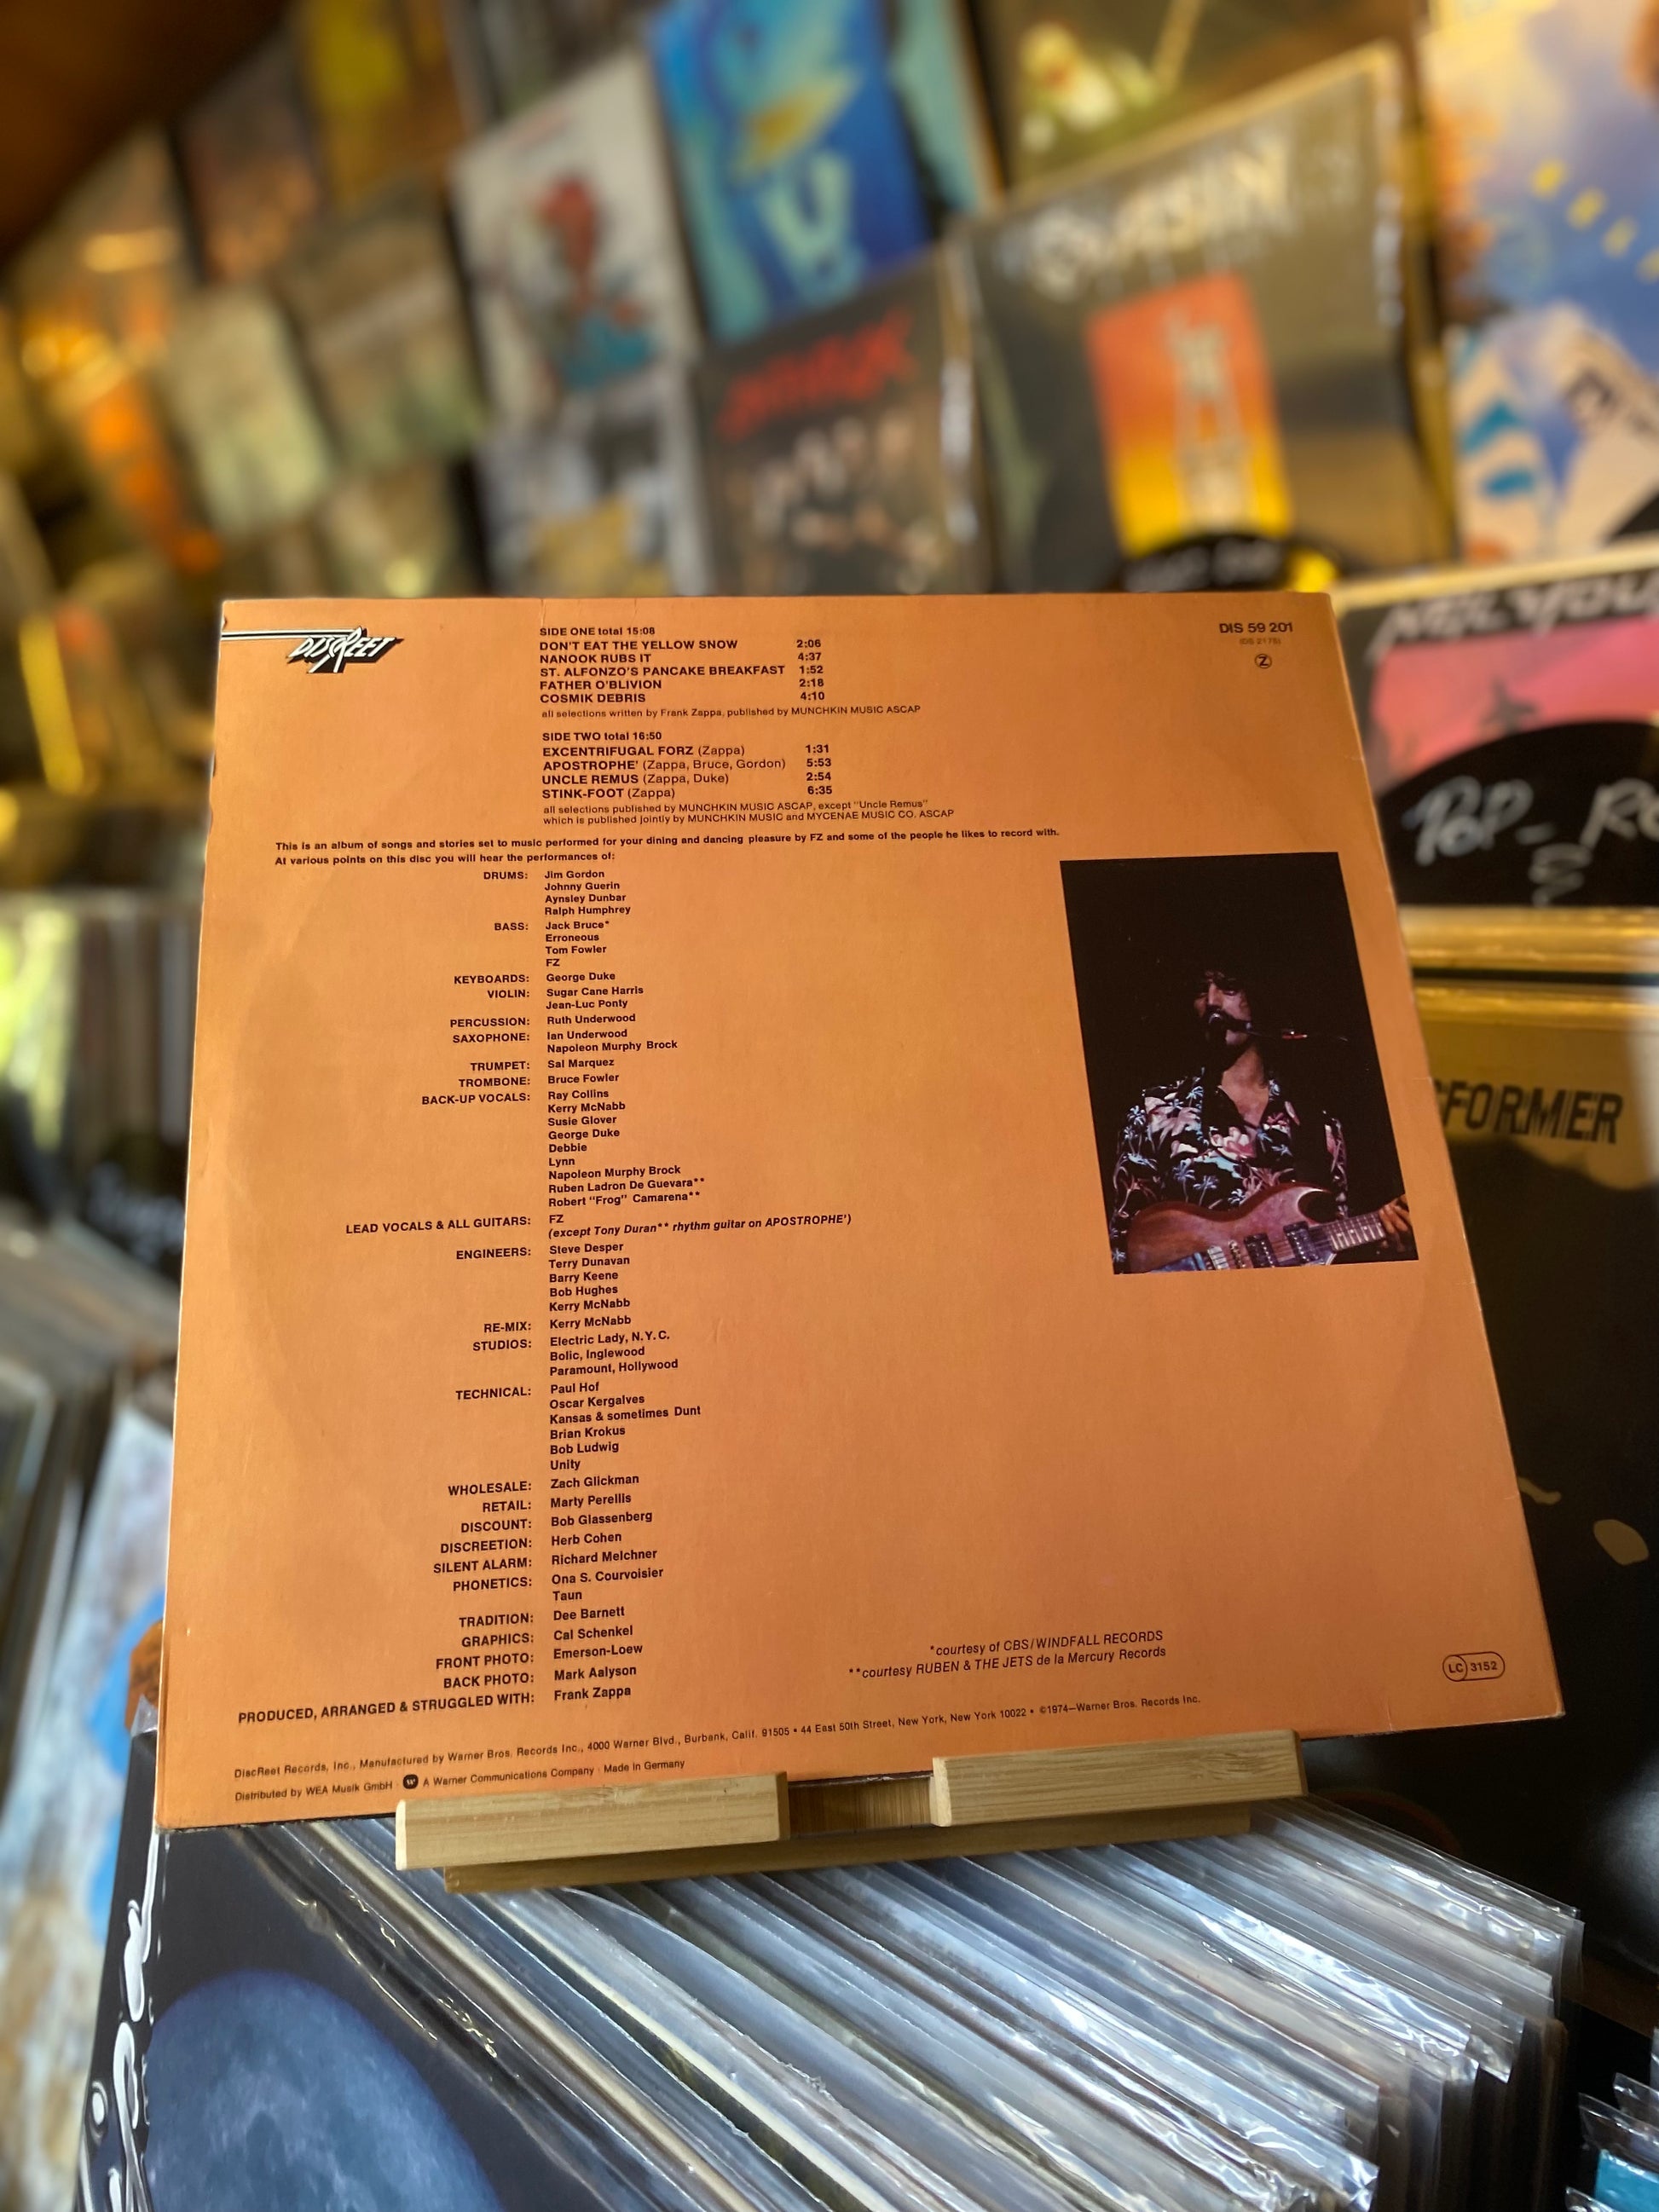 DISCREET
DIS 59 201
(DS 2175)
Z
SIDE ONE total 15:08
DON'T EAT THE YELLOW SNOW 2:06
NANOOK RUBS IT 4:37
ST. ALFONZO'S PANCAKE BREAKFAST 1:52
FATHER O'BLIVION 2:18
COSMIK DEBRIS 4:10
all selections written by Frank Zappa, published by MUNCHKIN MUSIC ASCAP
SIDE TWO total 16:50
EXCENTRIFUGAL FORZ (Zappa) 1:31
APOSTROPHE' (Zappa, Bruce, Gordon) 5:53
UNCLE REMUS (Zappa, Duke) 2:54
STINK-FOOT (Zappa) 6:35
all selections published by MUNCHKIN MUSIC ASCAP, except "Uncle Remus"
which is published jointly by MUNCHKIN MUSIC and MYCENAE MUSIC CO. ASCAP
This is an album of songs and stories set to music performed for your dining and dancing pleasure by FZ and some of the people he likes to record with.
At various points on this disc you will hear the performances of:
DRUMS: Jim Gordon
Johnny Guerin
Aynsley Dunbar
Ralph Humphrey
BASS: Jack Bruce*
Erroneous
Tom Fowler
FZ
KEYBOARDS: George Duke
VIOLIN: Sugar Cane Harris
Jean-Luc Ponty
PERCUSSION: Ruth Underwood
SAXOPHONE: Ian Underwood
Napoleon Murphy Brock
TRUMPET: Sal Marquez
TROMBONE: Bruce Fowler
BACK-UP VOCALS: Ray Collins
Kerry McNabb
Susie Glover
George Duke
Debbie
Lynn
Napoleon Murphy Brock
Ruben Ladron De Guevara**
Robert "Frog" Camarena**
LEAD VOCALS & ALL GUITARS: FZ
(except Tony Duran** rhythm guitar on APOSTROPHE')
ENGINEERS: Steve Desper
Terry Dunavan
Barry Keene
Bob Hughes
Kerry McNabb
RE-MIX: Kerry McNabb
STUDIOS: Electric Lady, N.Y.C.
Bolic, Inglewood
Paramount, Hollywood
TECHNICAL: Paul Hof
Oscar Kergalves
Kansas & sometimes Dunt
Brian Krokus
Bob Ludwig
Unity
WHOLESALE: Zach Glickman
RETAIL: Marty Perellis
DISCOUNT: Bob Glassenberg
DISCREETION: Herb Cohen
SILENT ALARM: Richard Melchner
PHONETICS: Ona S. Courvoisier
Taun
TRADITION: Dee Barnett
GRAPHICS: Cal Schenkel
FRONT PHOTO: Emerson-Loew
BACK PHOTO: Mark Aalyson
PRODUCED, ARRANGED & STRUGGLED WITH: Frank Zappa
*courtesy of CBS/WINDFALL RECORDS
**courtesy RUBEN & THE JETS de la Mercury Records
LC 3152
DiscReet Records, Inc., Manufactured by Warner Bros. Records Inc., 4000 Warner Blvd., Burbank, Calif. 91505 • 44 East 50th Street, New York, New York 10022 • ©1974—Warner Bros. Records Inc.
Distributed by WEA Musik GmbH · W A Warner Communications Company · Made in Germany
NEIL YOUNG
POP_RO
SFORMER